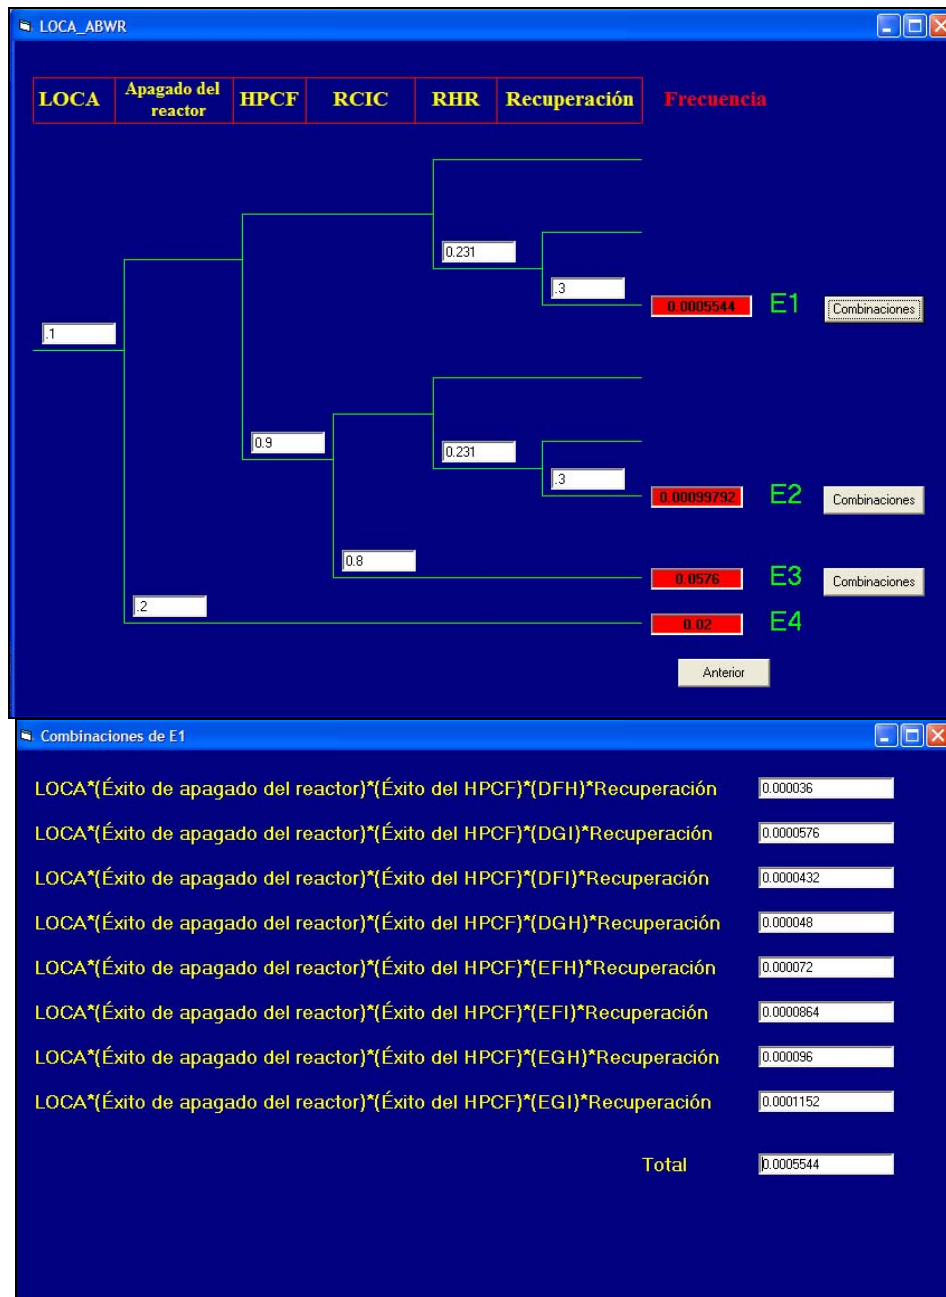 LOCA_ABWR
LOCA Apagado del reactor HPCF RCIC RHR Recuperación Frecuencia
0.231
.3
0.0005544 E1 Combinaciones
.1
0.9
0.231
.3
0.00099792 E2 Combinaciones
0.8
0.0576 E3 Combinaciones
.2
0.02 E4
Anterior
Combinaciones de E1
LOCA*(Éxito de apagado del reactor)*(Éxito del HPCF)*(DFH)*Recuperación 0.000036
LOCA*(Éxito de apagado del reactor)*(Éxito del HPCF)*(DGI)*Recuperación 0.0000576
LOCA*(Éxito de apagado del reactor)*(Éxito del HPCF)*(DFI)*Recuperación 0.0000432
LOCA*(Éxito de apagado del reactor)*(Éxito del HPCF)*(DGH)*Recuperación 0.000048
LOCA*(Éxito de apagado del reactor)*(Éxito del HPCF)*(EFH)*Recuperación 0.000072
LOCA*(Éxito de apagado del reactor)*(Éxito del HPCF)*(EFI)*Recuperación 0.0000864
LOCA*(Éxito de apagado del reactor)*(Éxito del HPCF)*(EGH)*Recuperación 0.000096
LOCA*(Éxito de apagado del reactor)*(Éxito del HPCF)*(EGI)*Recuperación 0.0001152
Total 0.0005544